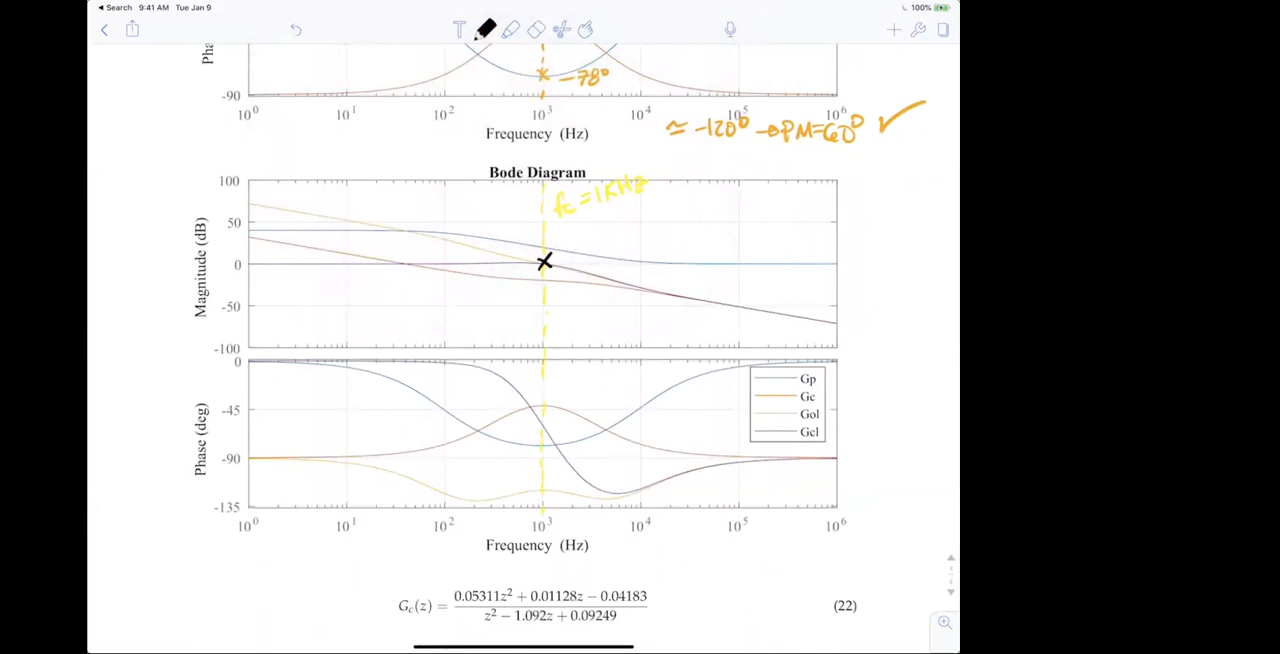 Search 9:41 AM Tue Jan 9 100%
T
Pha
-78°
-90
10^0 10^1 10^2 10^3 10^4 10^5 10^6
Frequency (Hz)
≃ -120° → PM=60° ✓
Bode Diagram
fc = 1KHz
100
50
0
-50
-100
Magnitude (dB)
0
-45
-90
-135
Phase (deg)
Gp
Gc
Gol
Gcl
10^0 10^1 10^2 10^3 10^4 10^5 10^6
Frequency (Hz)
G_c(z) = (0.05311z^2 + 0.01128z − 0.04183) / (z^2 − 1.092z + 0.09249) (22)